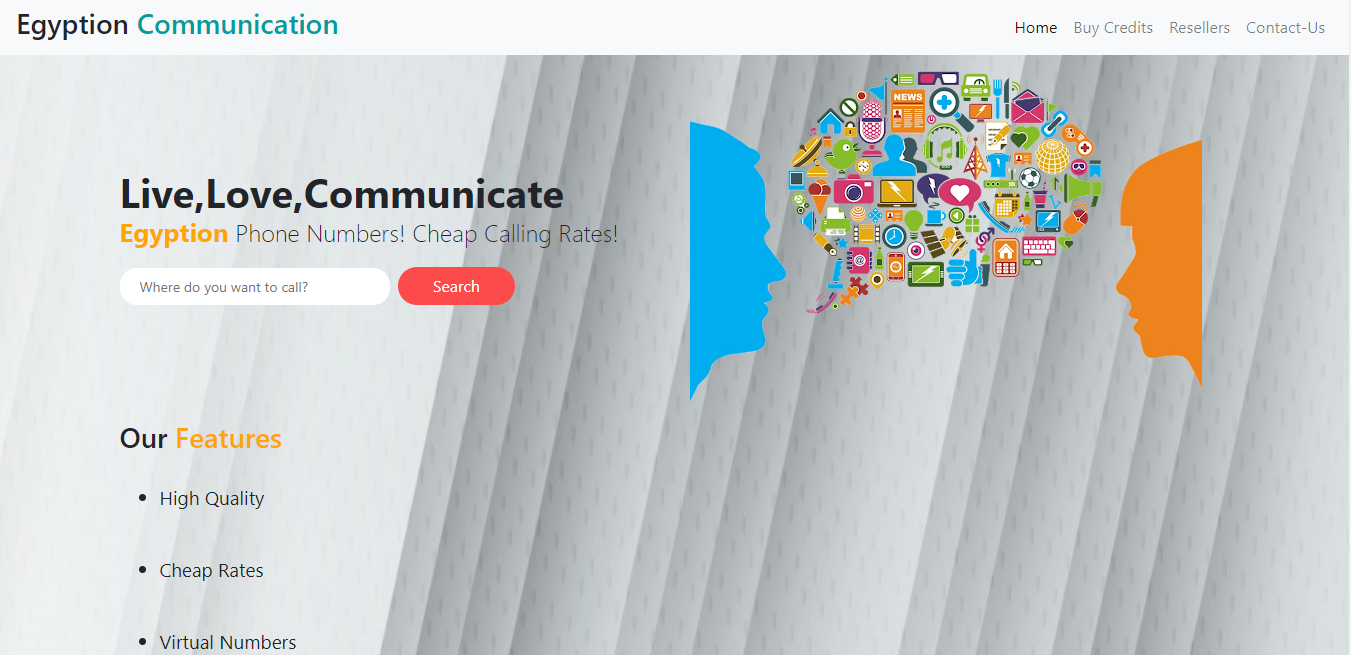 Egyption Communication
Home Buy Credits Resellers Contact-Us
NEWS
Live,Love,Communicate
Egyption Phone Numbers! Cheap Calling Rates!
Where do you want to call? Search
Our Features
High Quality
Cheap Rates
Virtual Numbers